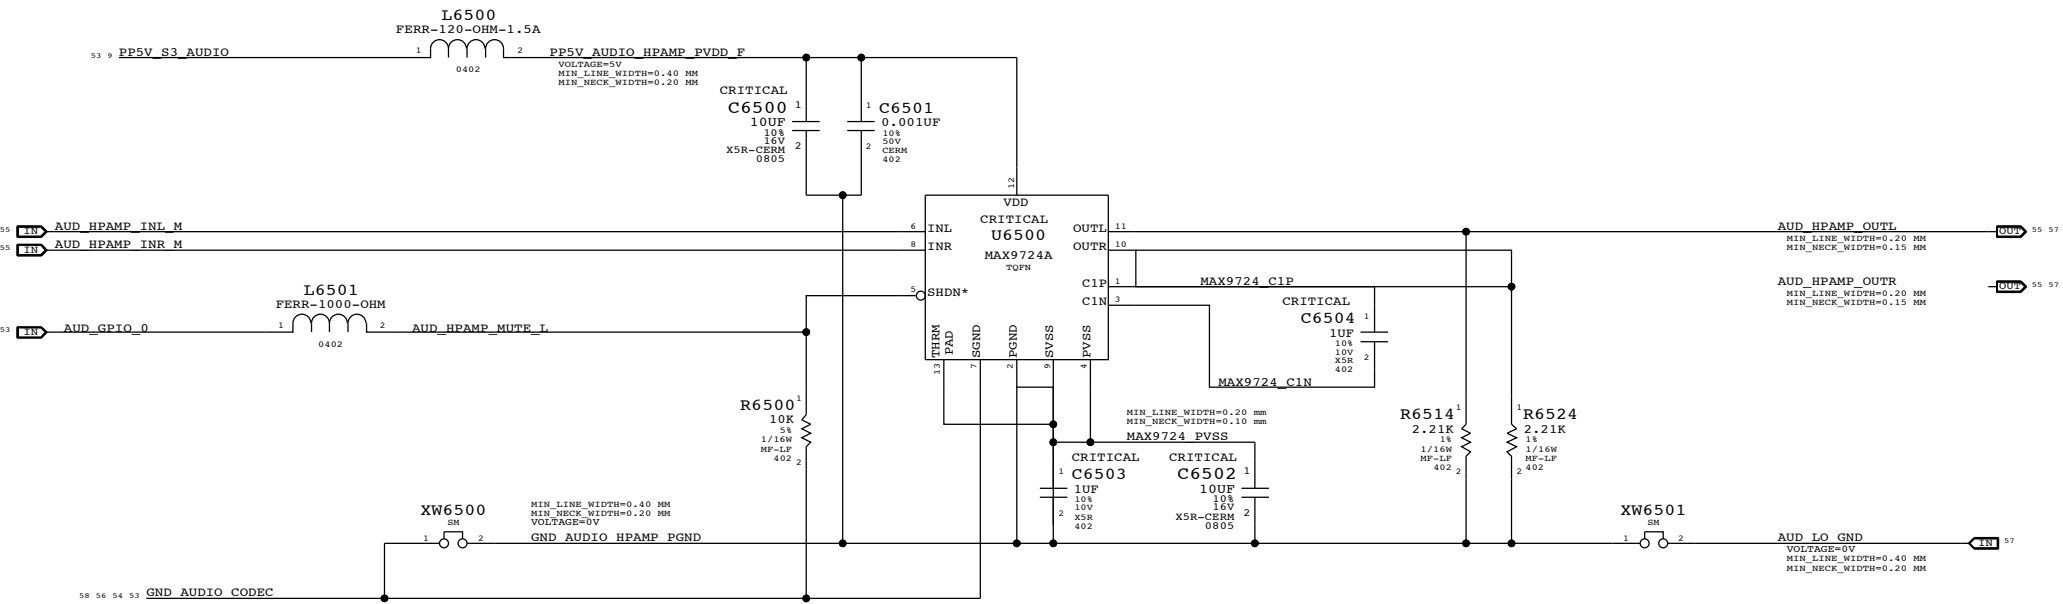 L6500
FERR-120-OHM-1.5A
53 9 PP5V_S3_AUDIO 1 2 PP5V_AUDIO_HPAMP_PVDD_F
0402
VOLTAGE=5V
MIN_LINE_WIDTH=0.40 MM
MIN_NECK_WIDTH=0.20 MM
CRITICAL
C6500 1
10UF
10%
16V
X5R-CERM 2
0805
1 C6501
0.001UF
10%
50V
2 CERM
402
12
VDD
CRITICAL
U6500
MAX9724A
TQFN
55 IN AUD_HPAMP_INL_M 6 INL
55 IN AUD_HPAMP_INR_M 8 INR
OUTL 11 AUD_HPAMP_OUTL OUT 55 57
MIN_LINE_WIDTH=0.20 MM
MIN_NECK_WIDTH=0.15 MM
OUTR 10
C1P 1 MAX9724_C1P
AUD_HPAMP_OUTR OUT 55 57
MIN_LINE_WIDTH=0.20 MM
MIN_NECK_WIDTH=0.15 MM
5 SHDN*
C1N 3
L6501
FERR-1000-OHM
53 IN AUD_GPIO_0 1 2 AUD_HPAMP_MUTE_L
0402
CRITICAL
C6504 1
1UF
10%
10V
X5R 2
402
MAX9724_C1N
THRM PAD
SGND
PGND
SVSS
PVSS
13
7
2
9
4
R6500 1
10K
5%
1/16W
MF-LF
402 2
MIN_LINE_WIDTH=0.20 mm
MIN_NECK_WIDTH=0.10 mm
MAX9724_PVSS
CRITICAL
1 C6503
1UF
10%
10V
2 X5R
402
CRITICAL
C6502 1
10UF
10%
16V
X5R-CERM 2
0805
R6514 1
2.21K
1%
1/16W
MF-LF
402 2
1 R6524
2.21K
1%
1/16W
MF-LF
2 402
XW6500
SM
1 2
MIN_LINE_WIDTH=0.40 MM
MIN_NECK_WIDTH=0.20 MM
VOLTAGE=0V
GND_AUDIO_HPAMP_PGND
XW6501
SM
1 2 AUD_LO_GND IN 57
VOLTAGE=0V
MIN_LINE_WIDTH=0.40 MM
MIN_NECK_WIDTH=0.20 MM
58 56 54 53 GND_AUDIO_CODEC